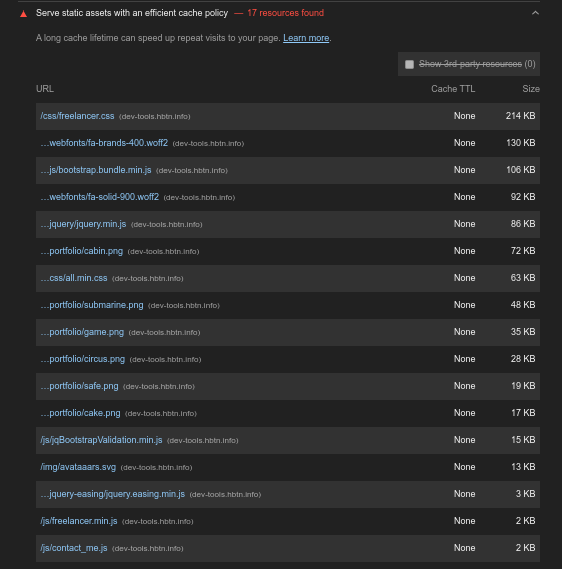 Serve static assets with an efficient cache policy — 17 resources found
A long cache lifetime can speed up repeat visits to your page. Learn more.
Show 3rd-party resources (0)
URL Cache TTL Size
/css/freelancer.css (dev-tools.hbtn.info) None 214 KB
…webfonts/fa-brands-400.woff2 (dev-tools.hbtn.info) None 130 KB
…js/bootstrap.bundle.min.js (dev-tools.hbtn.info) None 106 KB
…webfonts/fa-solid-900.woff2 (dev-tools.hbtn.info) None 92 KB
…jquery/jquery.min.js (dev-tools.hbtn.info) None 86 KB
…portfolio/cabin.png (dev-tools.hbtn.info) None 72 KB
…css/all.min.css (dev-tools.hbtn.info) None 63 KB
…portfolio/submarine.png (dev-tools.hbtn.info) None 48 KB
…portfolio/game.png (dev-tools.hbtn.info) None 35 KB
…portfolio/circus.png (dev-tools.hbtn.info) None 28 KB
…portfolio/safe.png (dev-tools.hbtn.info) None 19 KB
…portfolio/cake.png (dev-tools.hbtn.info) None 17 KB
/js/jqBootstrapValidation.min.js (dev-tools.hbtn.info) None 15 KB
/img/avataaars.svg (dev-tools.hbtn.info) None 13 KB
…jquery-easing/jquery.easing.min.js (dev-tools.hbtn.info) None 3 KB
/js/freelancer.min.js (dev-tools.hbtn.info) None 2 KB
/js/contact_me.js (dev-tools.hbtn.info) None 2 KB